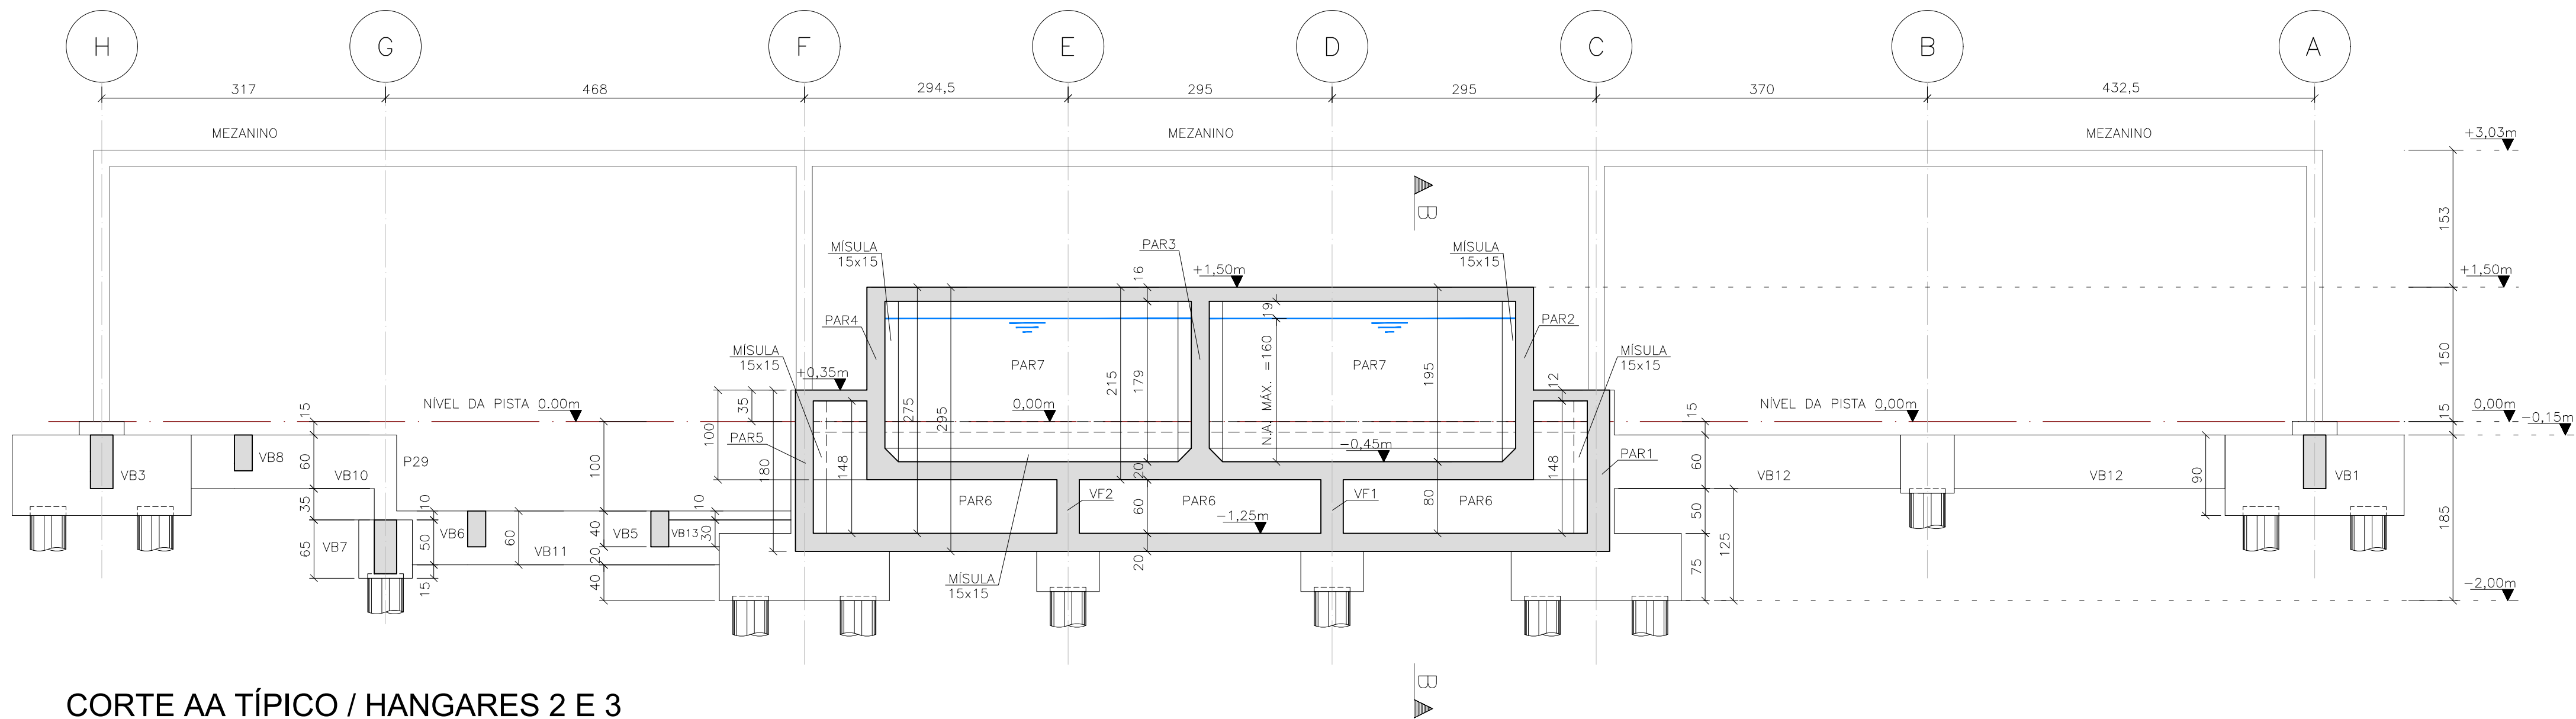 H
G
F
E
D
C
B
A
317
468
294,5
295
295
370
432,5
MEZANINO
MEZANINO
MEZANINO
+3,03m
153
B
MÍSULA
15x15
PAR3
MÍSULA
15x15
+1,50m
16
+1,50m
19
PAR4
PAR2
MÍSULA
15x15
PAR7
PAR7
MÍSULA
15x15
N.A. MÁX. =160
195
215
179
150
+0,35m
12
35
275
295
15
NÍVEL DA PISTA 0.00m
0,00m
NÍVEL DA PISTA 0,00m
15
15
0,00m
-0,15m
100
PAR5
-0,45m
PAR1
VB3
60
VB8
VB10
P29
100
180
148
20
148
60
VB12
VB12
90
VB1
35
10
10
PAR6
VF2
60
PAR6
VF1
80
PAR6
50
185
65
VB7
50
VB6
60
VB11
40
VB5
VB13
30
-1,25m
125
20
20
75
15
40
MÍSULA
15x15
-2,00m
B
CORTE AA TÍPICO / HANGARES 2 E 3